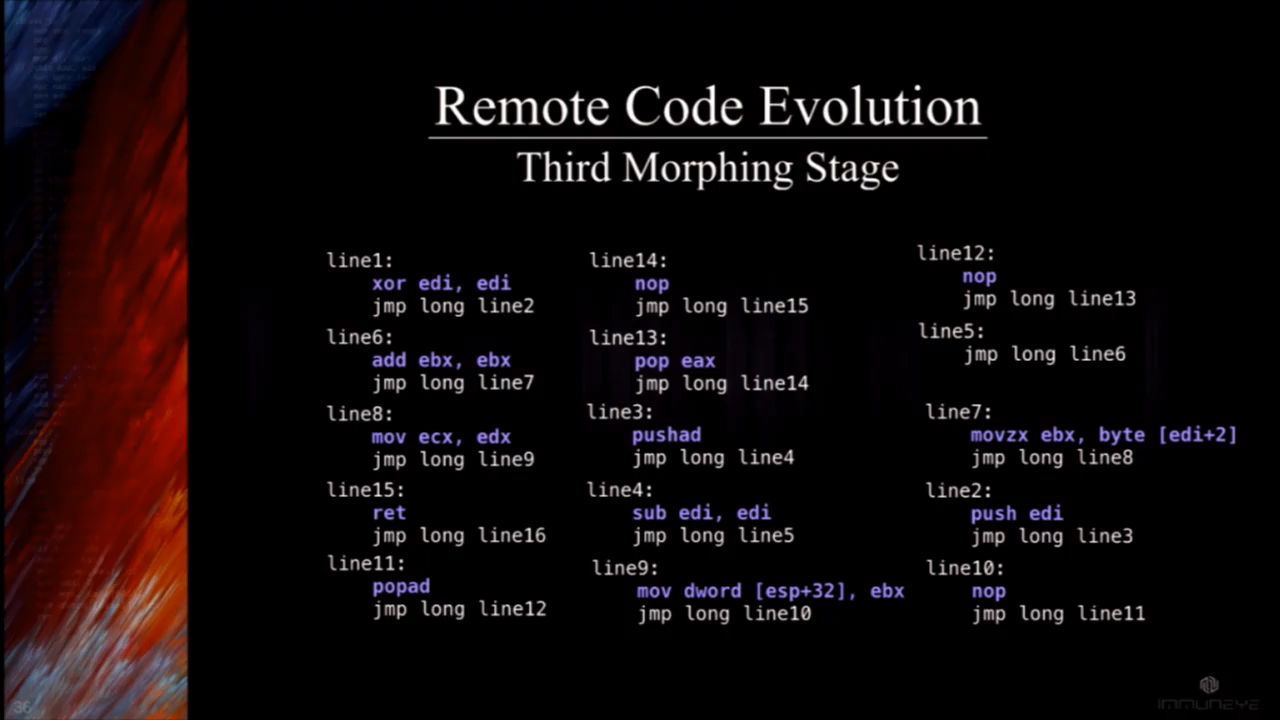 Remote Code Evolution
Third Morphing Stage
line1:
xor edi, edi
jmp long line2
line6:
add ebx, ebx
jmp long line7
line8:
mov ecx, edx
jmp long line9
line15:
ret
jmp long line16
line11:
popad
jmp long line12
line14:
nop
jmp long line15
line13:
pop eax
jmp long line14
line3:
pushad
jmp long line4
line4:
sub edi, edi
jmp long line5
line9:
mov dword [esp+32], ebx
jmp long line10
line12:
nop
jmp long line13
line5:
jmp long line6
line7:
movzx ebx, byte [edi+2]
jmp long line8
line2:
push edi
jmp long line3
line10:
nop
jmp long line11
36
IMMUNEYE